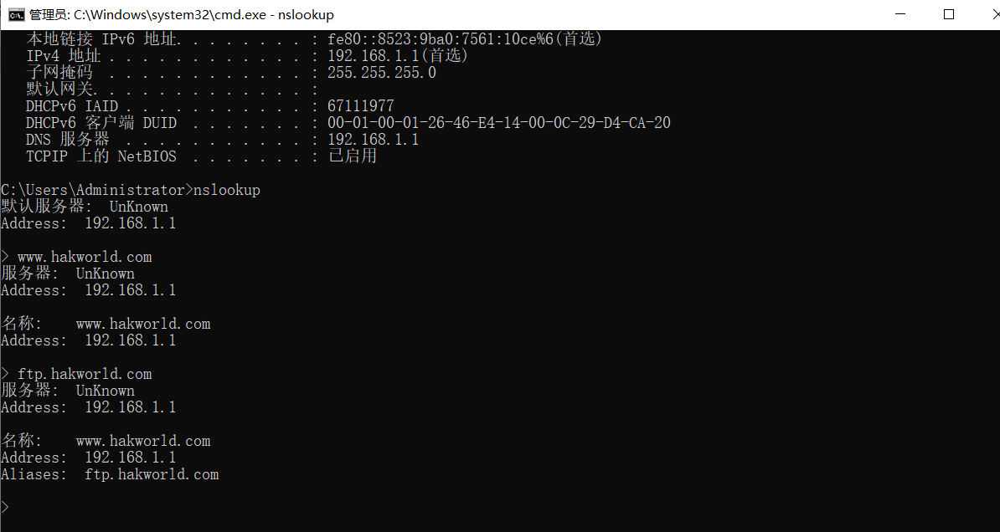 管理员: C:\Windows\system32\cmd.exe - nslookup
本地链接 IPv6 地址. . . . . . . . : fe80::8523:9ba0:7561:10ce%6(首选)
IPv4 地址 . . . . . . . . . . . . : 192.168.1.1(首选)
子网掩码 . . . . . . . . . . . . : 255.255.255.0
默认网关. . . . . . . . . . . . . :
DHCPv6 IAID . . . . . . . . . . . : 67111977
DHCPv6 客户端 DUID . . . . . . . : 00-01-00-01-26-46-E4-14-00-0C-29-D4-CA-20
DNS 服务器 . . . . . . . . . . . : 192.168.1.1
TCPIP 上的 NetBIOS . . . . . . . : 已启用
C:\Users\Administrator>nslookup
默认服务器: UnKnown
Address: 192.168.1.1
> www.hakworld.com
服务器: UnKnown
Address: 192.168.1.1
名称: www.hakworld.com
Address: 192.168.1.1
> ftp.hakworld.com
服务器: UnKnown
Address: 192.168.1.1
名称: www.hakworld.com
Address: 192.168.1.1
Aliases: ftp.hakworld.com
>